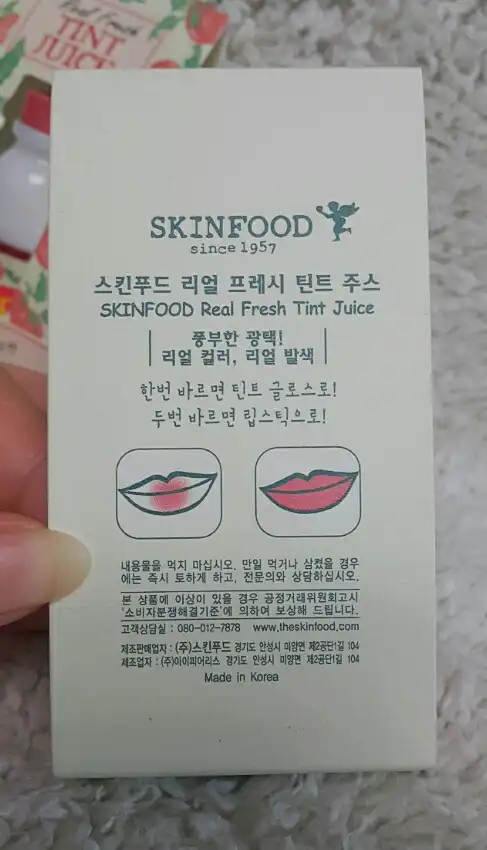 Real Fresh
TINT
JUICE
SKINFOOD
since 1957
스킨푸드 리얼 프레시 틴트 주스
SKINFOOD Real Fresh Tint Juice
풍부한 광택!
리얼 컬러, 리얼 발색
한번 바르면 틴트 글로스로!
두번 바르면 립스틱으로!
내용물을 먹지 마십시오. 만일 먹거나 삼켰을 경우
에는 즉시 토하게 하고, 전문의와 상담하십시오.
본 상품에 이상이 있을 경우 공정거래위원회고시
'소비자분쟁해결기준'에 의하여 보상해 드립니다.
고객상담실 : 080-012-7878 www.theskinfood.com
제조판매업자 : (주)스킨푸드 경기도 안성시 미양면 제2공단1길 104
제조업자 : (주)아이피어리스 경기도 안성시 미양면 제2공단1길 104
Made in Korea